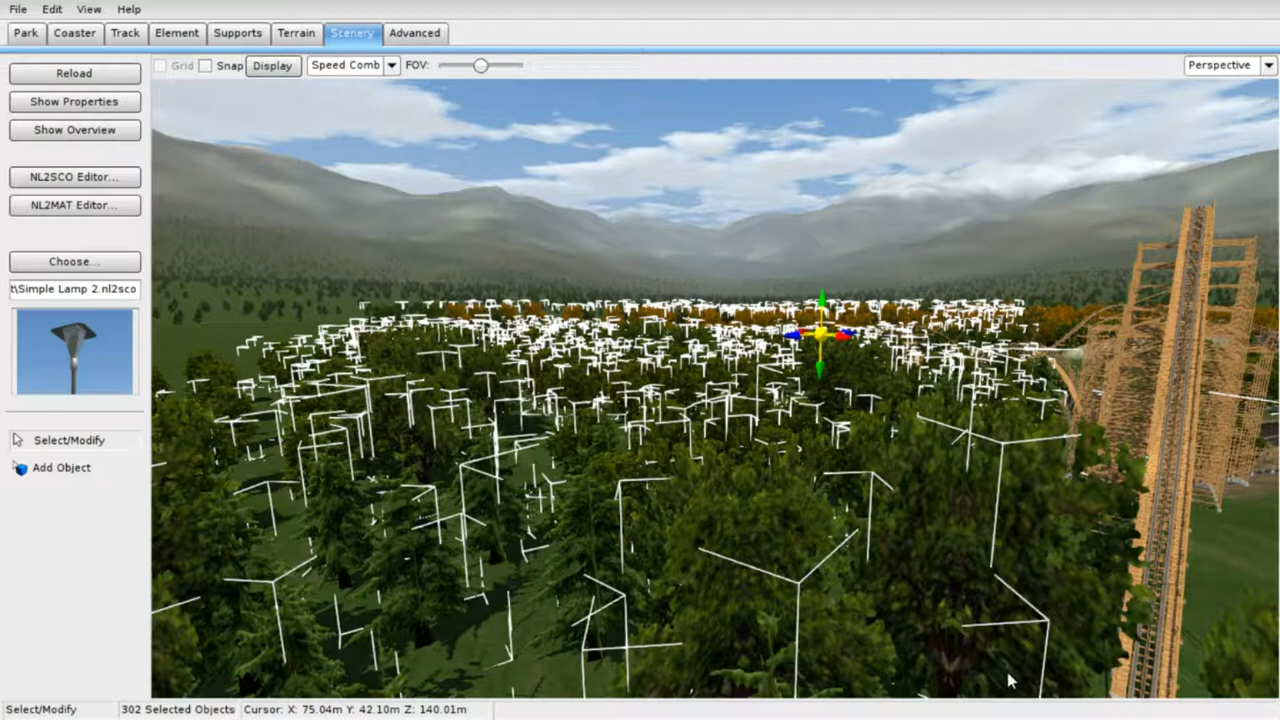 File Edit View Help
Park Coaster Track Element Supports Terrain Scenery Advanced
Reload
Grid Snap Display Speed Comb FOV: Perspective
Show Properties
Show Overview
NL2SCO Editor...
NL2MAT Editor...
Choose...
t\Simple Lamp 2.nl2sco
Select/Modify
Add Object
Select/Modify 302 Selected Objects Cursor: X: 75.04m Y: 42.10m Z: 140.01m